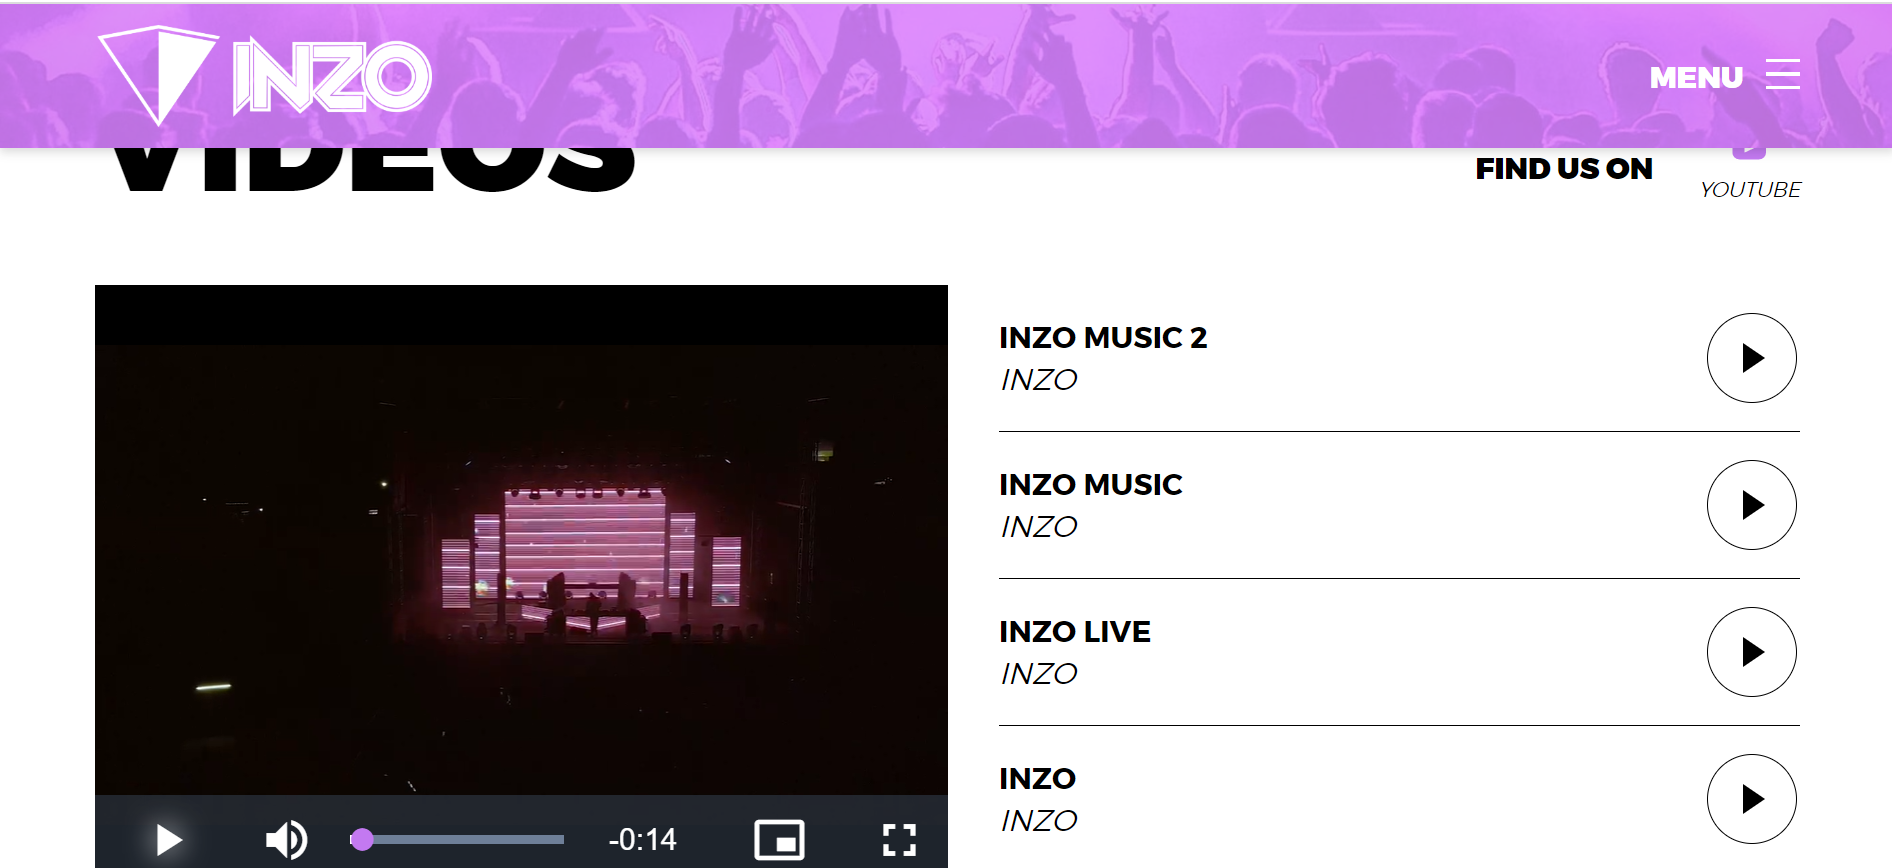 INZO
MENU
VIDEOS
FIND US ON
YOUTUBE
INZO MUSIC 2
INZO
INZO MUSIC
INZO
INZO LIVE
INZO
INZO
INZO
-0:14